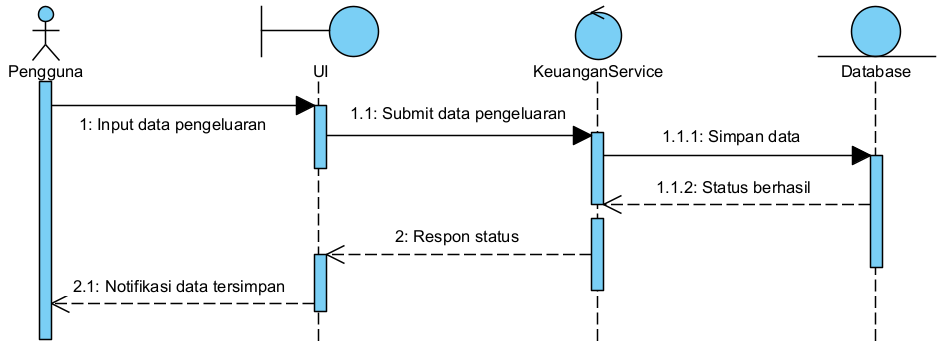 Pengguna
UI
KeuanganService
Database
1: Input data pengeluaran
1.1: Submit data pengeluaran
1.1.1: Simpan data
1.1.2: Status berhasil
2: Respon status
2.1: Notifikasi data tersimpan